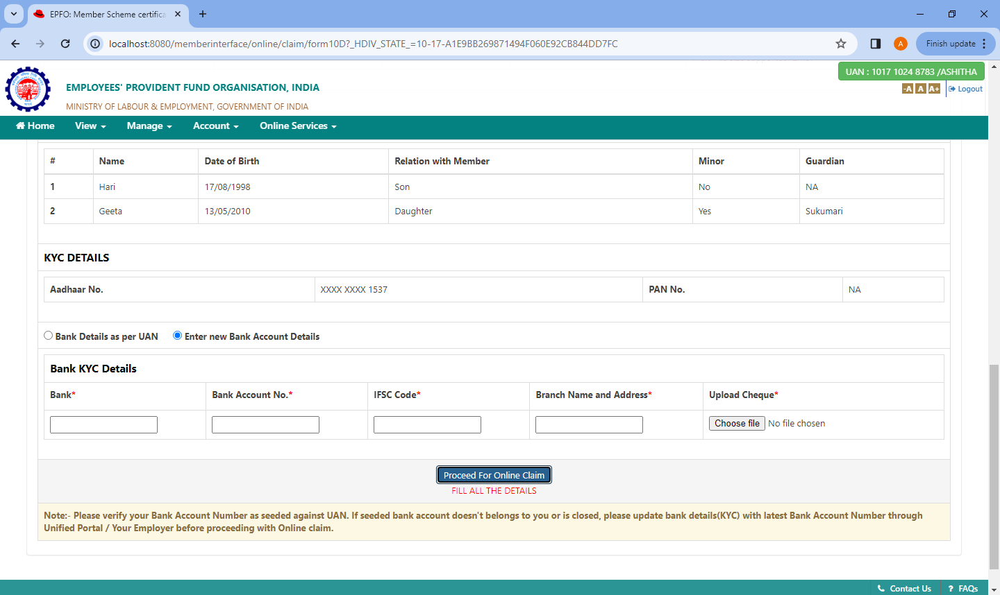 EPFO: Member Scheme certifica
localhost:8080/memberinterface/online/claim/form10D?_HDIV_STATE_=10-17-A1E9BB269871494F060E92CB844DD7FC
A
Finish update
UAN : 1017 1024 8783 /ASHITHA
EMPLOYEES' PROVIDENT FUND ORGANISATION, INDIA
-A A A+ Logout
MINISTRY OF LABOUR & EMPLOYMENT, GOVERNMENT OF INDIA
Home View Manage Account Online Services
# Name Date of Birth Relation with Member Minor Guardian
1 Hari 17/08/1998 Son No NA
2 Geeta 13/05/2010 Daughter Yes Sukumari
KYC DETAILS
Aadhaar No. XXXX XXXX 1537 PAN No. NA
Bank Details as per UAN Enter new Bank Account Details
Bank KYC Details
Bank* Bank Account No.* IFSC Code* Branch Name and Address* Upload Cheque*
Choose file No file chosen
Proceed For Online Claim
FILL ALL THE DETAILS
Note:- Please verify your Bank Account Number as seeded against UAN. If seeded bank account doesn't belongs to you or is closed, please update bank details(KYC) with latest Bank Account Number through
Unified Portal / Your Employer before proceeding with Online claim.
Contact Us ? FAQs